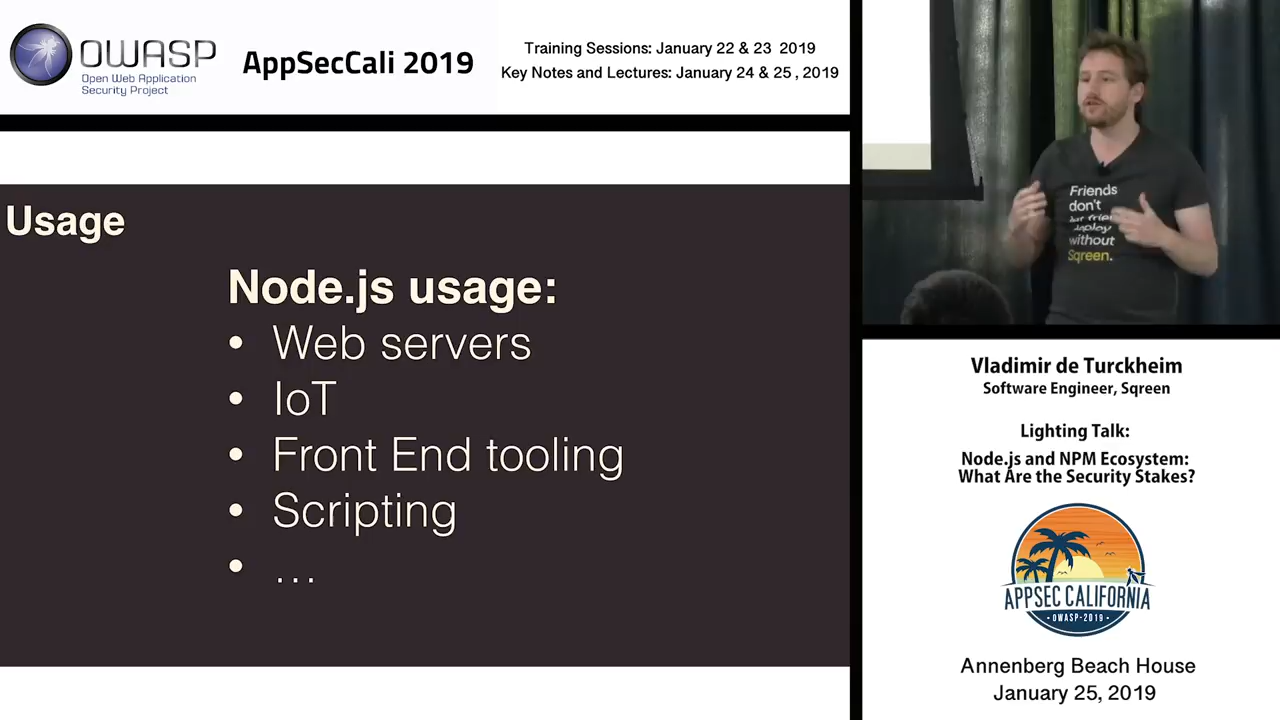 OWASP
Open Web Application
Security Project
AppSecCali 2019
Training Sessions: January 22 & 23 2019
Key Notes and Lectures: January 24 & 25 , 2019
Usage
Node.js usage:
• Web servers
• IoT
• Front End tooling
• Scripting
• …
Friends
don't
deploy
without
Sqreen.
Vladimir de Turckheim
Software Engineer, Sqreen
Lighting Talk:
Node.js and NPM Ecosystem:
What Are the Security Stakes?
APPSEC CALIFORNIA
• OWASP-2019 •
Annenberg Beach House
January 25, 2019